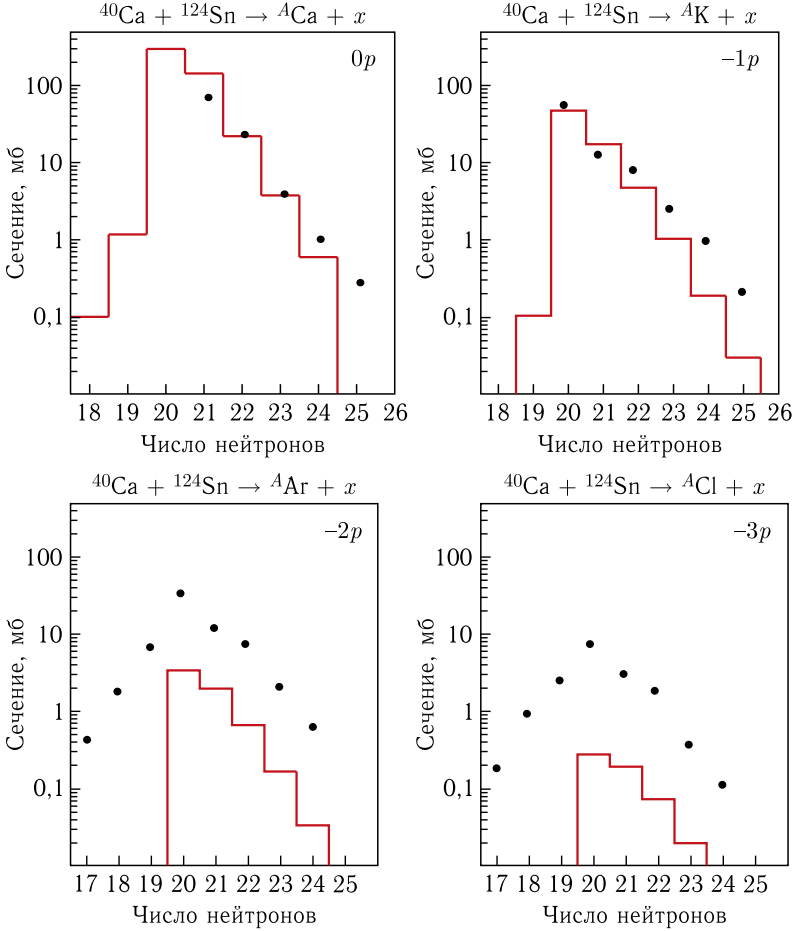 ⁴⁰Ca + ¹²⁴Sn → ᴬCa + x
0p
100
10
1
0,1
Сечение, мб
18 19 20 21 22 23 24 25 26
Число нейтронов
⁴⁰Ca + ¹²⁴Sn → ᴬK + x
–1p
100
10
1
0,1
Сечение, мб
18 19 20 21 22 23 24 25 26
Число нейтронов
⁴⁰Ca + ¹²⁴Sn → ᴬAr + x
–2p
100
10
1
0,1
Сечение, мб
17 18 19 20 21 22 23 24 25
Число нейтронов
⁴⁰Ca + ¹²⁴Sn → ᴬCl + x
–3p
100
10
1
0,1
Сечение, мб
17 18 19 20 21 22 23 24 25
Число нейтронов